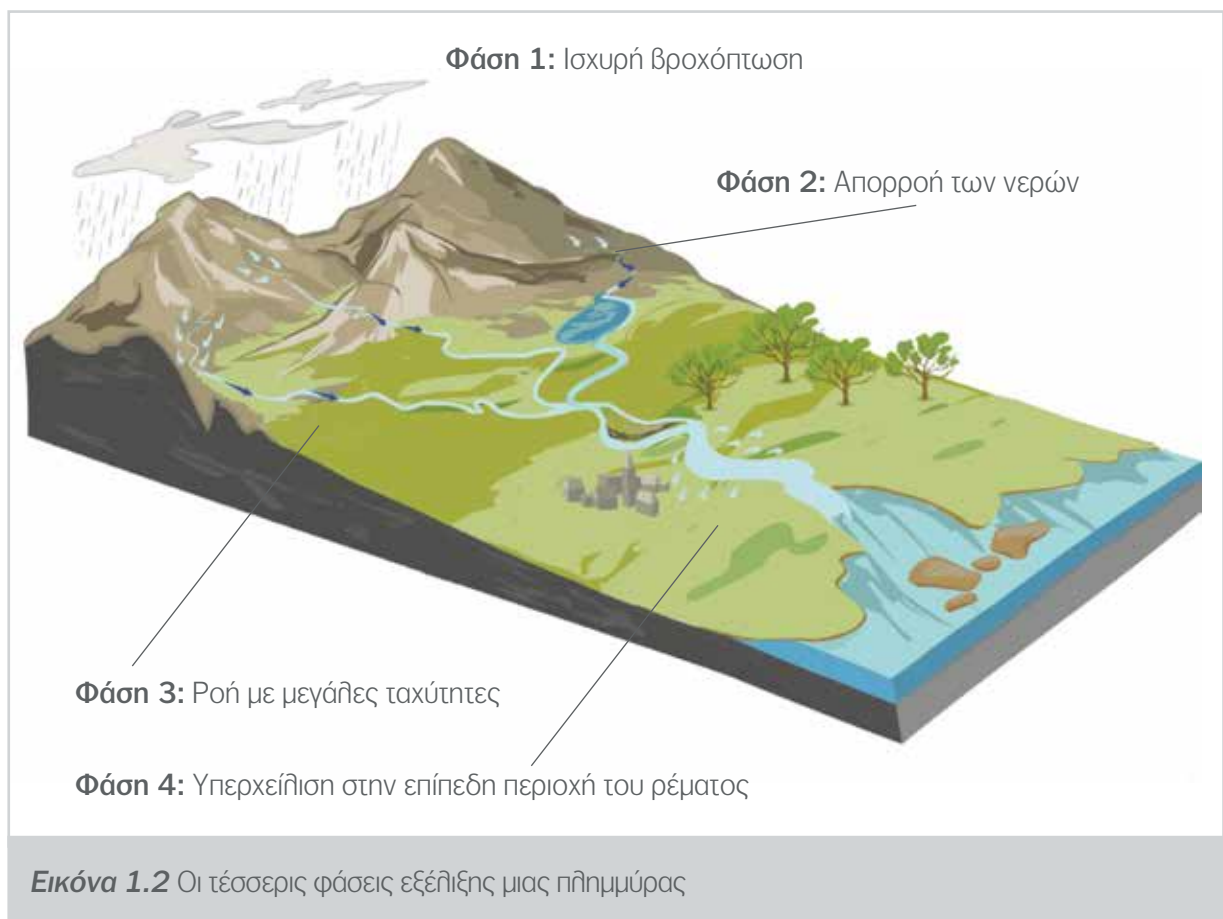 Φάση 1: Ισχυρή βροχόπτωση
Φάση 2: Απορροή των νερών
Φάση 3: Ροή με μεγάλες ταχύτητες
Φάση 4: Υπερχείλιση στην επίπεδη περιοχή του ρέματος
Εικόνα 1.2 Οι τέσσερις φάσεις εξέλιξης μιας πλημμύρας